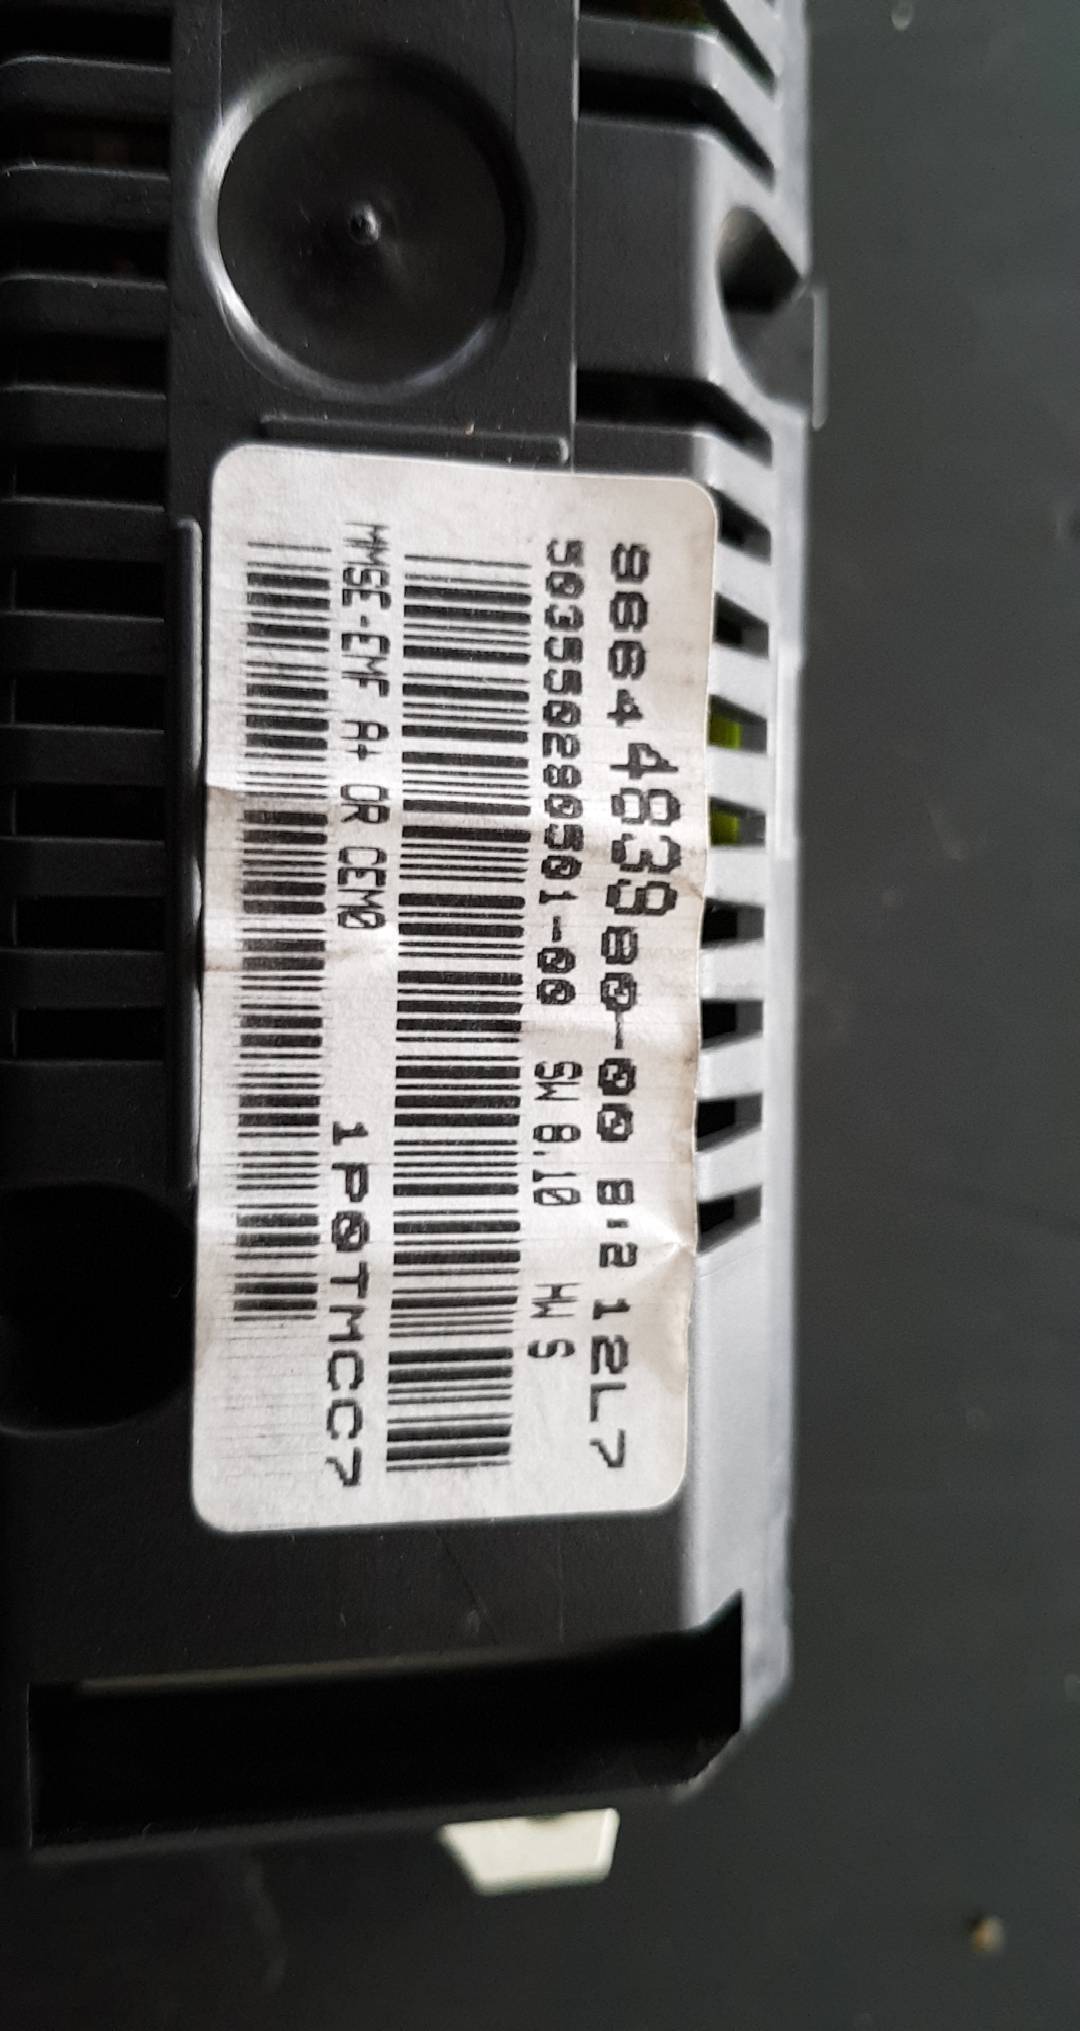 9664483980-00 8.2 12L7
503550280501-00 SW 8.10 HW S
MMSE-EMF A+ OR CEM0
1P0TMCC7